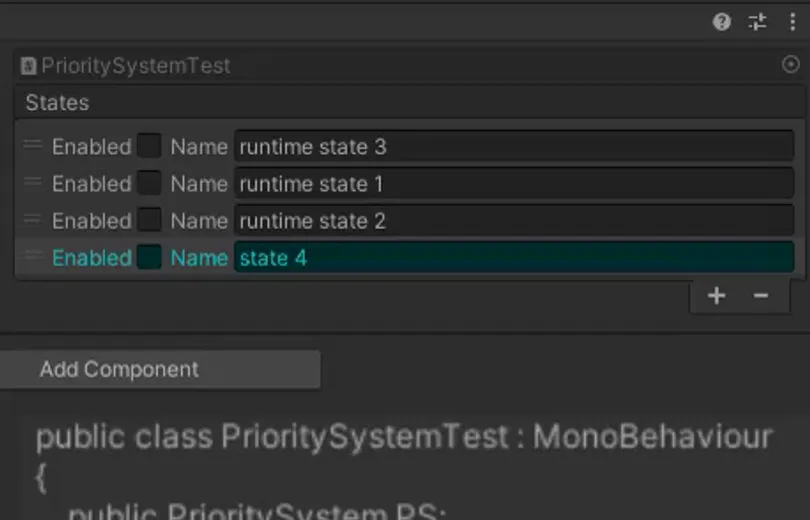 PrioritySystemTest
States
Enabled Name runtime state 3
Enabled Name runtime state 1
Enabled Name runtime state 2
Enabled Name state 4
+ −
Add Component
public class PrioritySystemTest : MonoBehaviour
{
public PrioritySystem PS;